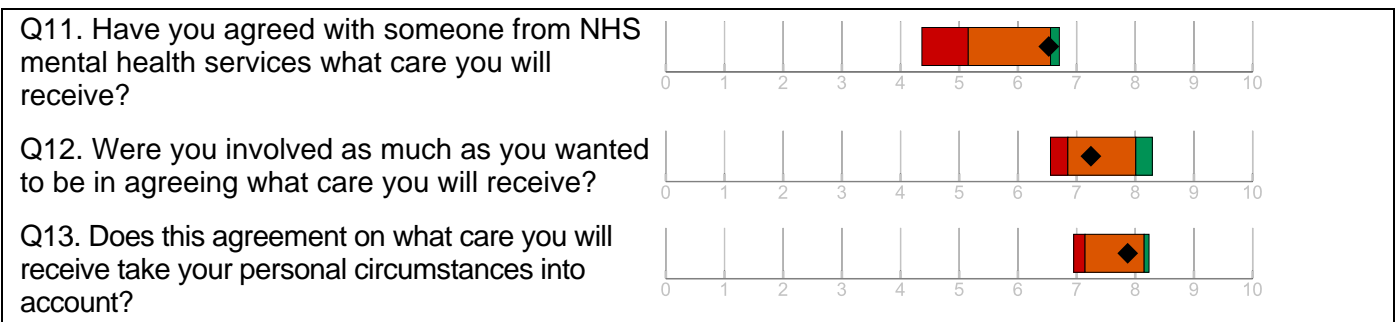 Q11. Have you agreed with someone from NHS
mental health services what care you will
receive?
0 1 2 3 4 5 6 7 8 9 10
Q12. Were you involved as much as you wanted
to be in agreeing what care you will receive?
0 1 2 3 4 5 6 7 8 9 10
Q13. Does this agreement on what care you will
receive take your personal circumstances into
account?
0 1 2 3 4 5 6 7 8 9 10